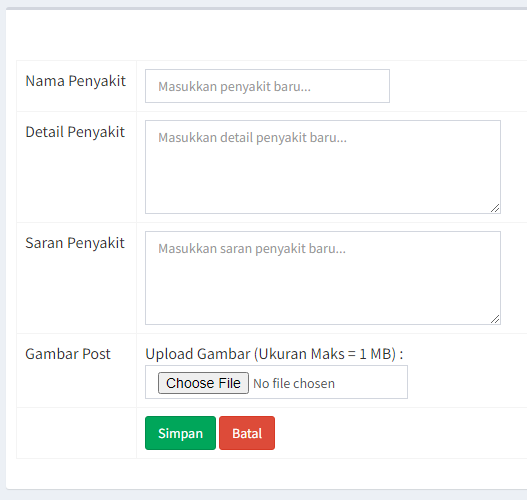 Nama Penyakit
Masukkan penyakit baru...
Detail Penyakit
Masukkan detail penyakit baru...
Saran Penyakit
Masukkan saran penyakit baru...
Gambar Post
Upload Gambar (Ukuran Maks = 1 MB) :
Choose File No file chosen
Simpan Batal